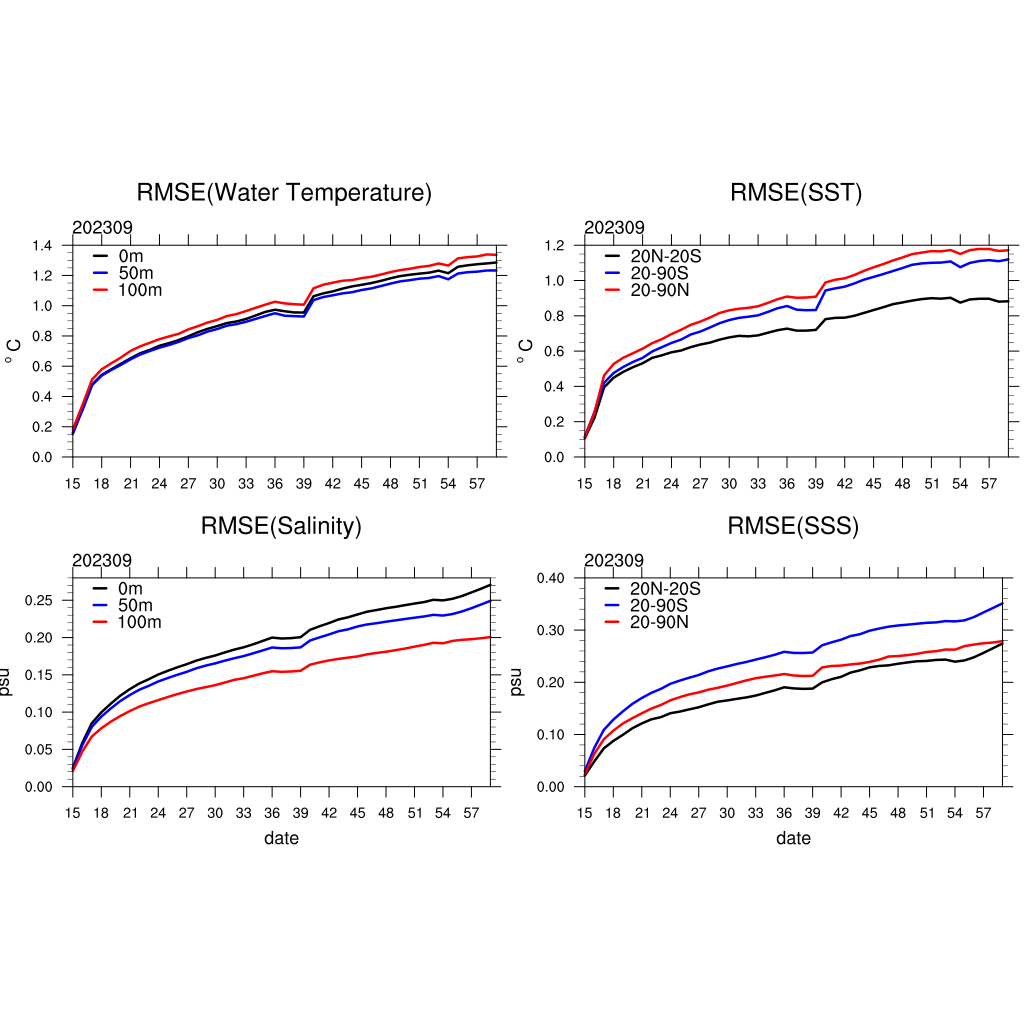 RMSE(Water Temperature)
202309
1.4
1.2
1.0
0.8
0.6
0.4
0.2
0.0
° C
0m
50m
100m
15 18 21 24 27 30 33 36 39 42 45 48 51 54 57
RMSE(SST)
202309
1.2
1.0
0.8
0.6
0.4
0.2
0.0
° C
20N-20S
20-90S
20-90N
15 18 21 24 27 30 33 36 39 42 45 48 51 54 57
RMSE(Salinity)
202309
0.25
0.20
0.15
0.10
0.05
0.00
psu
0m
50m
100m
15 18 21 24 27 30 33 36 39 42 45 48 51 54 57
date
RMSE(SSS)
202309
0.40
0.30
0.20
0.10
0.00
psu
20N-20S
20-90S
20-90N
15 18 21 24 27 30 33 36 39 42 45 48 51 54 57
date